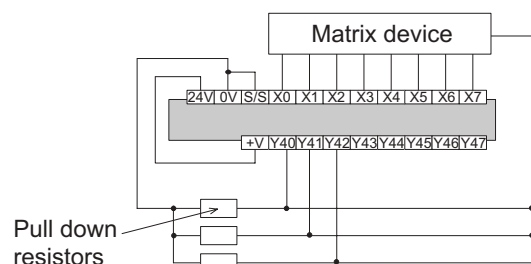 Matrix device
24V 0V S/S X0 X1 X2 X3 X4 X5 X6 X7
+V Y40 Y41 Y42 Y43 Y44 Y45 Y46 Y47
Pull down
resistors